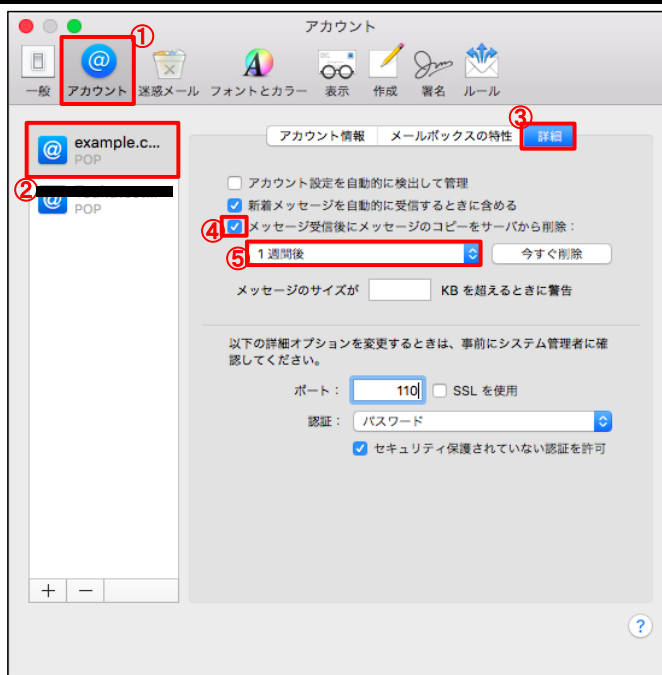 アカウント
①
一般 アカウント 迷惑メール フォントとカラー 表示 作成 署名 ルール
③
アカウント情報 メールボックスの特性 詳細
example.c...
POP
②
POP
アカウント設定を自動的に検出して管理
新着メッセージを自動的に受信するときに含める
④ メッセージ受信後にメッセージのコピーをサーバから削除：
⑤ 1 週間後 今すぐ削除
メッセージのサイズが KB を超えるときに警告
以下の詳細オプションを変更するときは、事前にシステム管理者に確
認してください。
ポート： 110 SSL を使用
認証： パスワード
セキュリティ保護されていない認証を許可
+ −
?